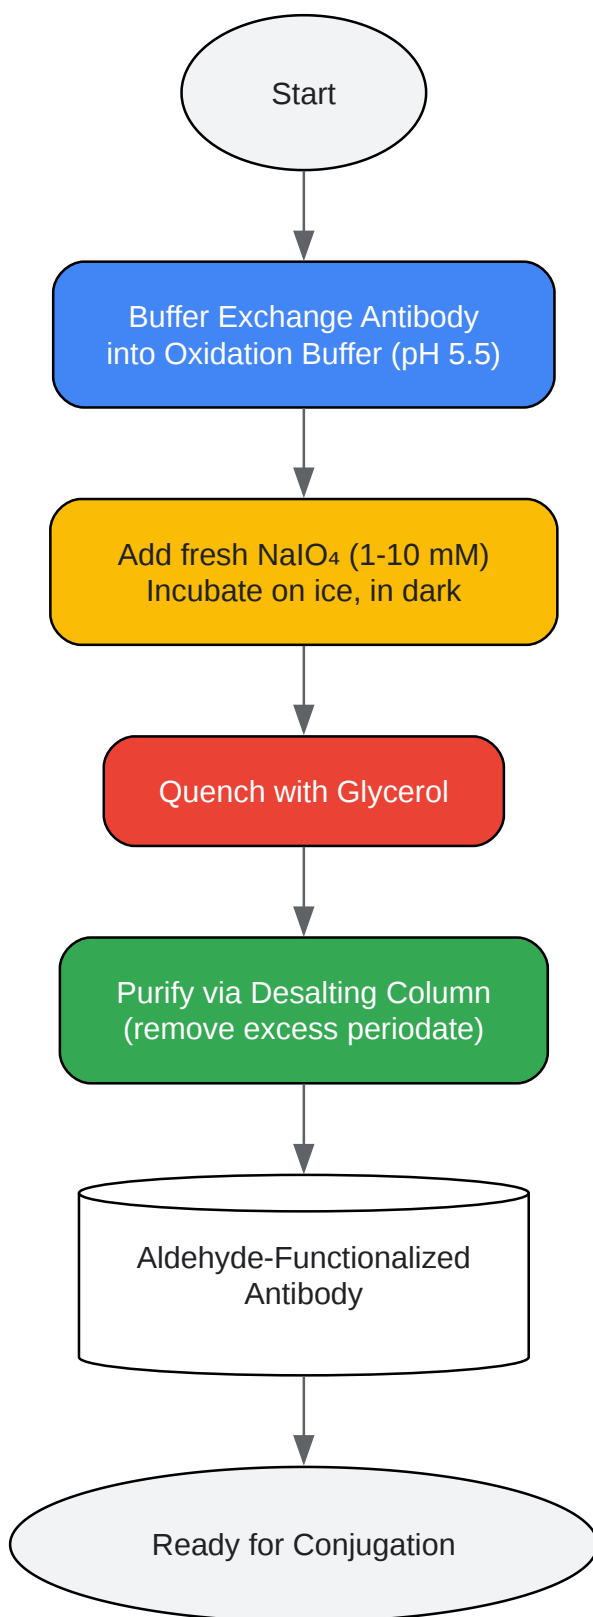 Start
Buffer Exchange Antibody
into Oxidation Buffer (pH 5.5)
Add fresh NaIO₄ (1-10 mM)
Incubate on ice, in dark
Quench with Glycerol
Purify via Desalting Column
(remove excess periodate)
Aldehyde-Functionalized
Antibody
Ready for Conjugation